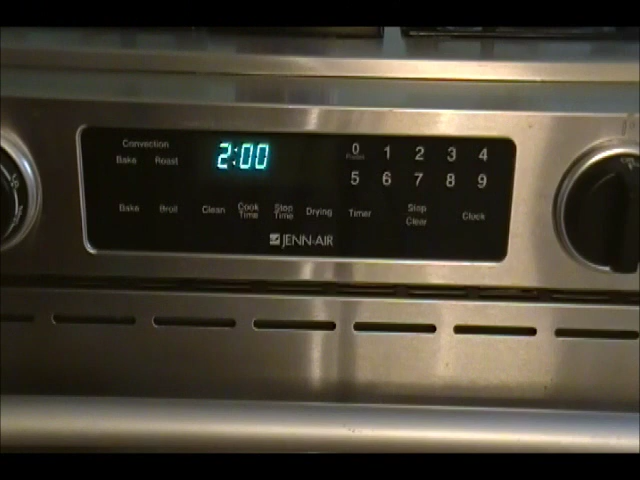 Convection
Bake Roast
2:00
0 1 2 3 4
5 6 7 8 9
Bake Broil Clean Cook Time Stop Time Drying Timer Stop Clear Clock
JENN-AIR